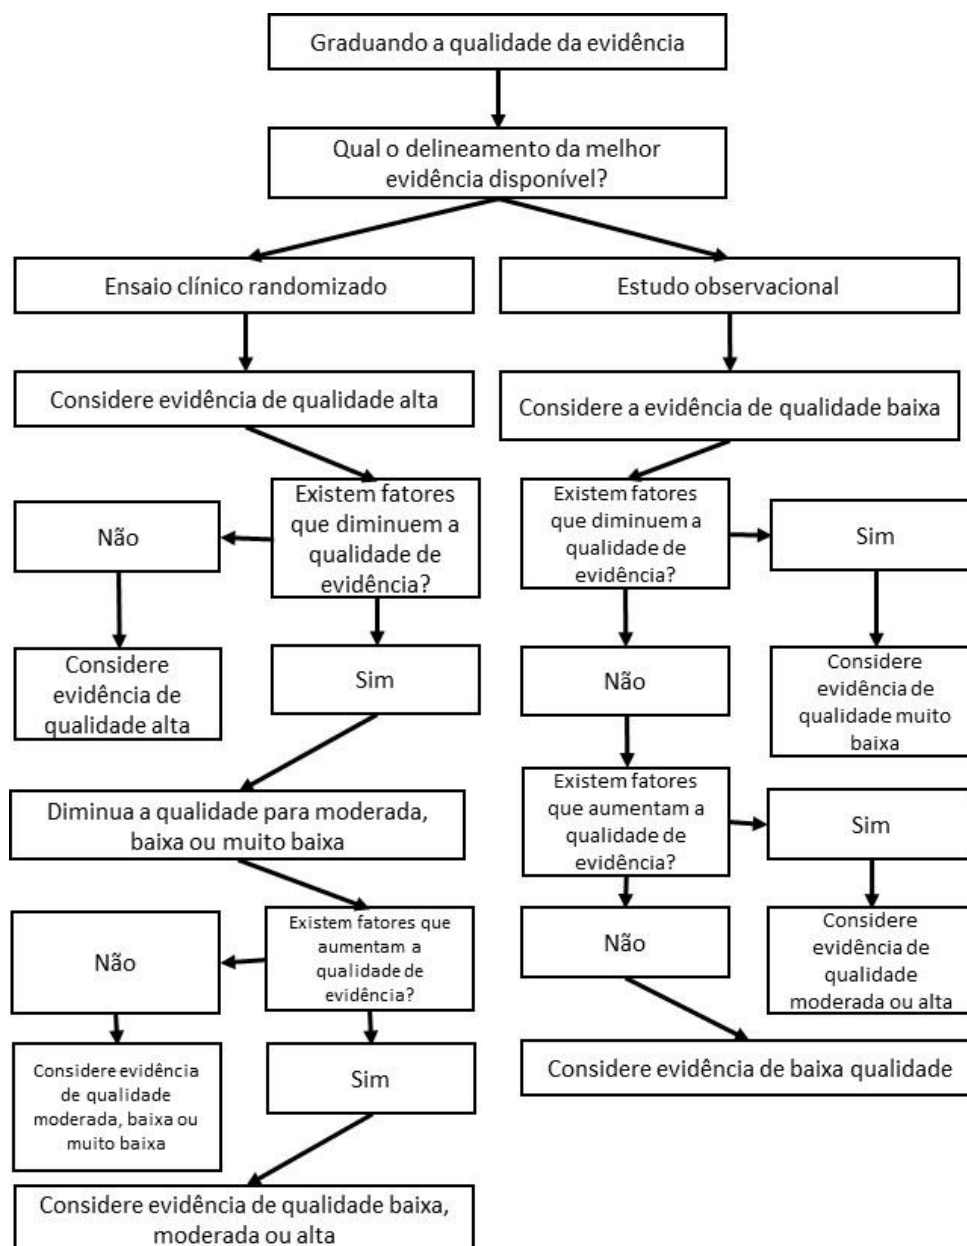 Graduando a qualidade da evidência
Qual o delineamento da melhor
evidência disponível?
Ensaio clínico randomizado
Estudo observacional
Considere evidência de qualidade alta
Considere a evidência de qualidade baixa
Existem fatores
que diminuem a
qualidade de
evidência?
Não
Existem fatores
que diminuem a
qualidade de
evidência?
Sim
Considere
evidência de
qualidade alta
Sim
Não
Considere
evidência de
qualidade muito
baixa
Diminua a qualidade para moderada,
baixa ou muito baixa
Existem fatores
que aumentam a
qualidade de
evidência?
Sim
Não
Existem fatores que
aumentam a
qualidade de
evidência?
Não
Considere
evidência de
qualidade
moderada ou alta
Considere evidência
de qualidade
moderada, baixa ou
muito baixa
Sim
Considere evidência de baixa qualidade
Considere evidência de qualidade baixa,
moderada ou alta